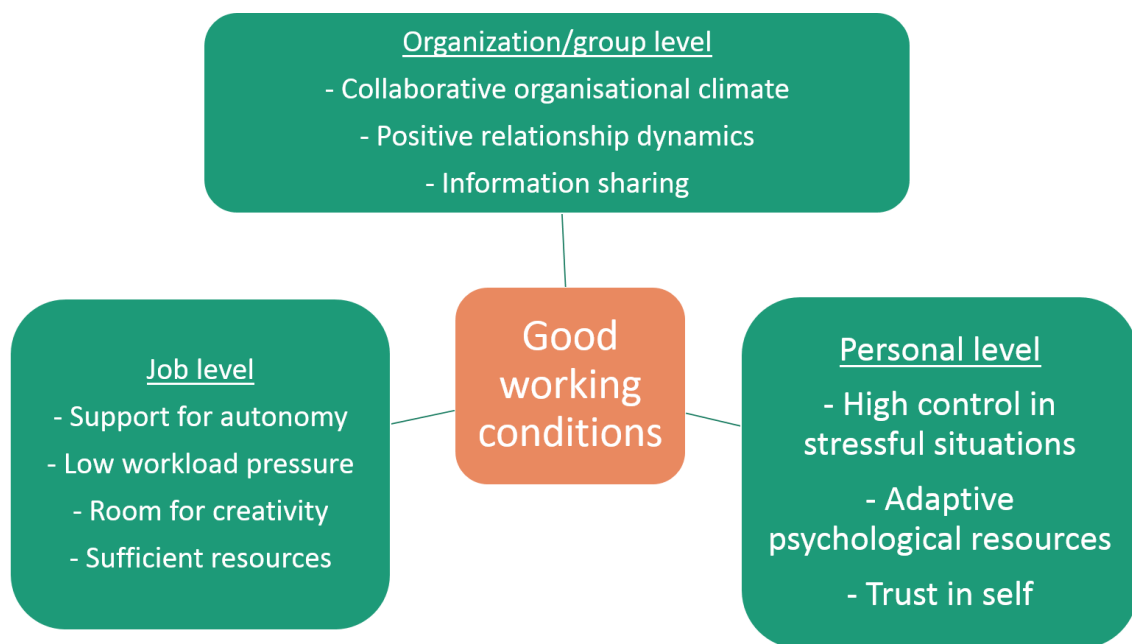 Organization/group level
- Collaborative organisational climate
- Positive relationship dynamics
- Information sharing
Good
working
conditions
Job level
- Support for autonomy
- Low workload pressure
- Room for creativity
- Sufficient resources
Personal level
- High control in
stressful situations
- Adaptive
psychological resources
- Trust in self